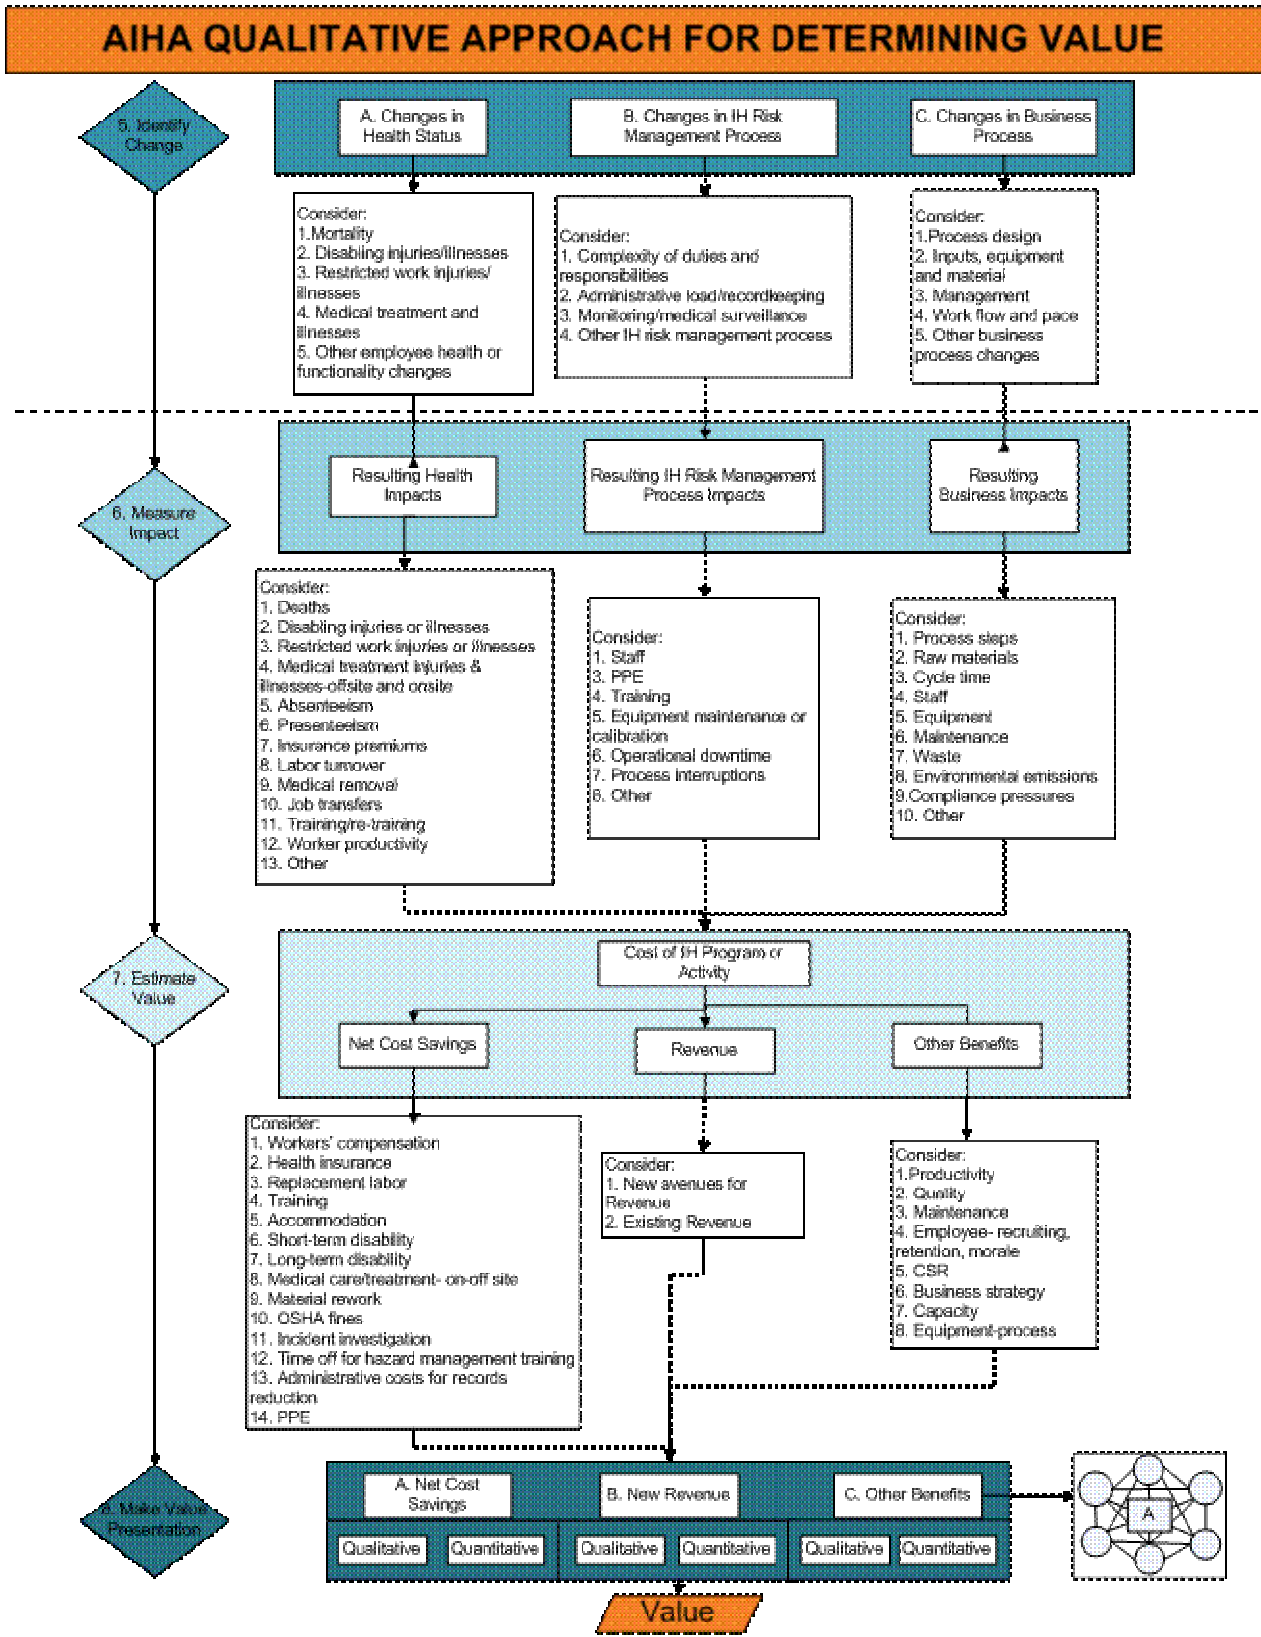 AIHA QUALITATIVE APPROACH FOR DETERMINING VALUE
5. Identify
Change
A. Changes in
Health Status
B. Changes in IH Risk
Management Process
C. Changes in Business
Process
Consider:
1.Mortality
2. Disabling injuries/illnesses
3. Restricted work injuries/
illnesses
4. Medical treatment and
illnesses
5. Other employee health or
functionality changes
Consider:
1. Complexity of duties and
responsibilities
2. Administrative load/recordkeeping
3. Monitoring/medical surveillance
4. Other IH risk management process
Consider:
1.Process design
2. Inputs, equipment
and material
3. Management
4. Work flow and pace
5. Other business
process changes
6. Measure
Impact
Resulting Health
Impacts
Resulting IH Risk Management
Process Impacts
Resulting
Business Impacts
Consider:
1. Deaths
2. Disabling injuries or illnesses
3. Restricted work injuries or illnesses
4. Medical treatment injuries &
illnesses-offsite and onsite
5. Absenteeism
6. Presenteeism
7. Insurance premiums
8. Labor turnover
9. Medical removal
10. Job transfers
11. Training/re-training
12. Worker productivity
13. Other
Consider:
1. Staff
3. PPE
4. Training
5. Equipment maintenance or
calibration
6. Operational downtime
7. Process interruptions
8. Other
Consider:
1. Process steps
2. Raw materials
3. Cycle time
4. Staff
5. Equipment
6. Maintenance
7. Waste
8. Environmental emissions
9.Compliance pressures
10. Other
7. Estimate
Value
Cost of IH Program or
Activity
Net Cost Savings
Revenue
Other Benefits
Consider:
1. Workers' compensation
2. Health insurance
3. Replacement labor
4. Training
5. Accommodation
6. Short-term disability
7. Long-term disability
8. Medical care/treatment- on-off site
9. Material rework
10. OSHA fines
11. Incident investigation
12. Time off for hazard management training
13. Administrative costs for records
reduction
14. PPE
Consider:
1. New avenues for
Revenue
2. Existing Revenue
Consider:
1.Productivity
2. Quality
3. Maintenance
4. Employee- recruiting,
retention, morale
5. CSR
6. Business strategy
7. Capacity
8. Equipment-process
8. Make Value
Presentation
A. Net Cost
Savings
B. New Revenue
C. Other Benefits
Qualitative
Quantitative
Qualitative
Quantitative
Qualitative
Quantitative
A
Value